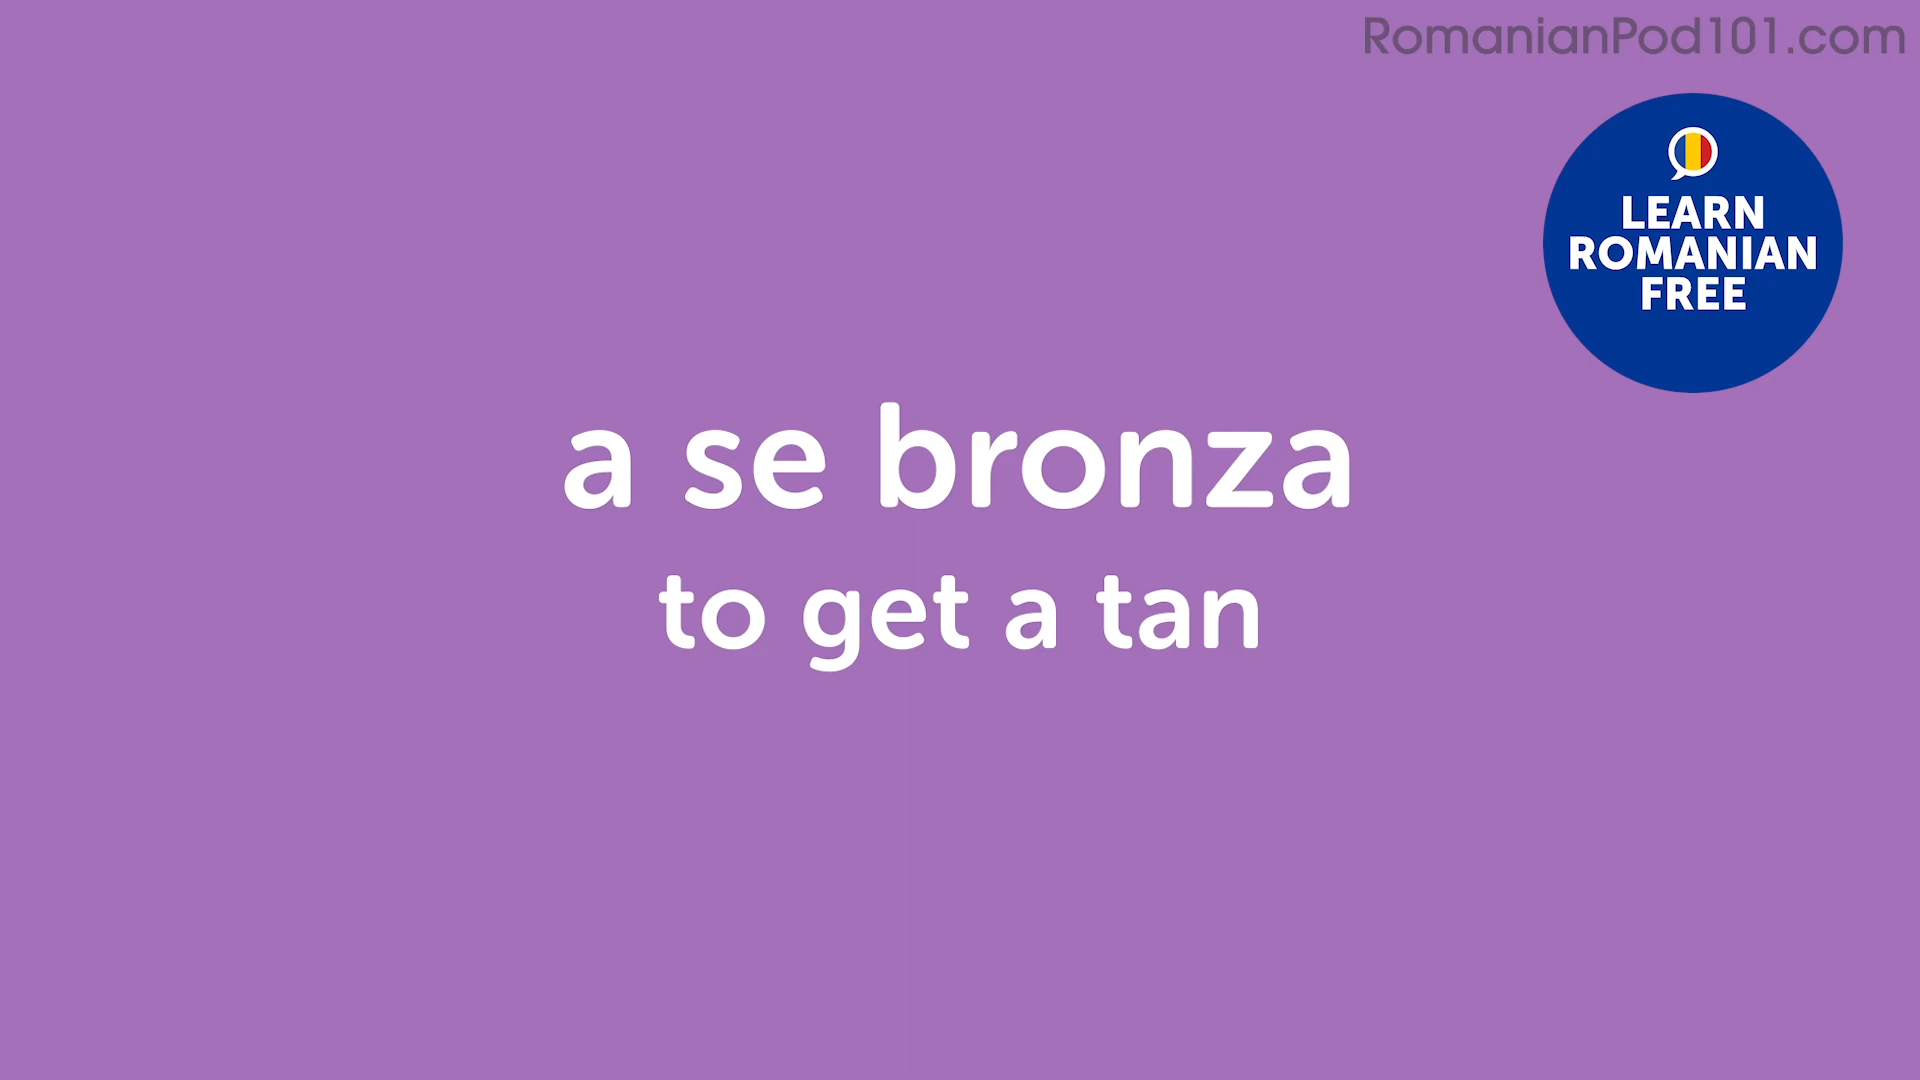 RomanianPod101.com
LEARN
ROMANIAN
FREE
a se bronza
to get a tan